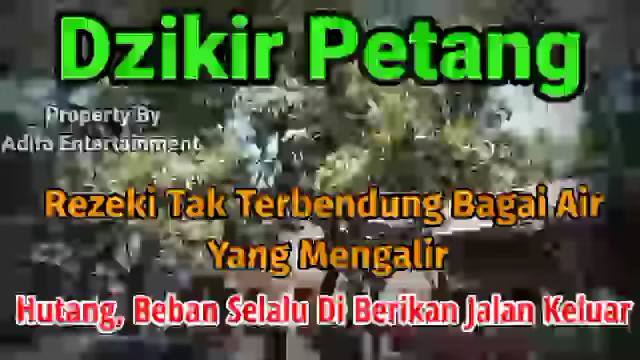 Dzikir Petang
Property By
Adita Entertainment
Rezeki Tak Terbendung Bagai Air
Yang Mengalir
Hutang, Beban Selalu Di Berikan Jalan Keluar